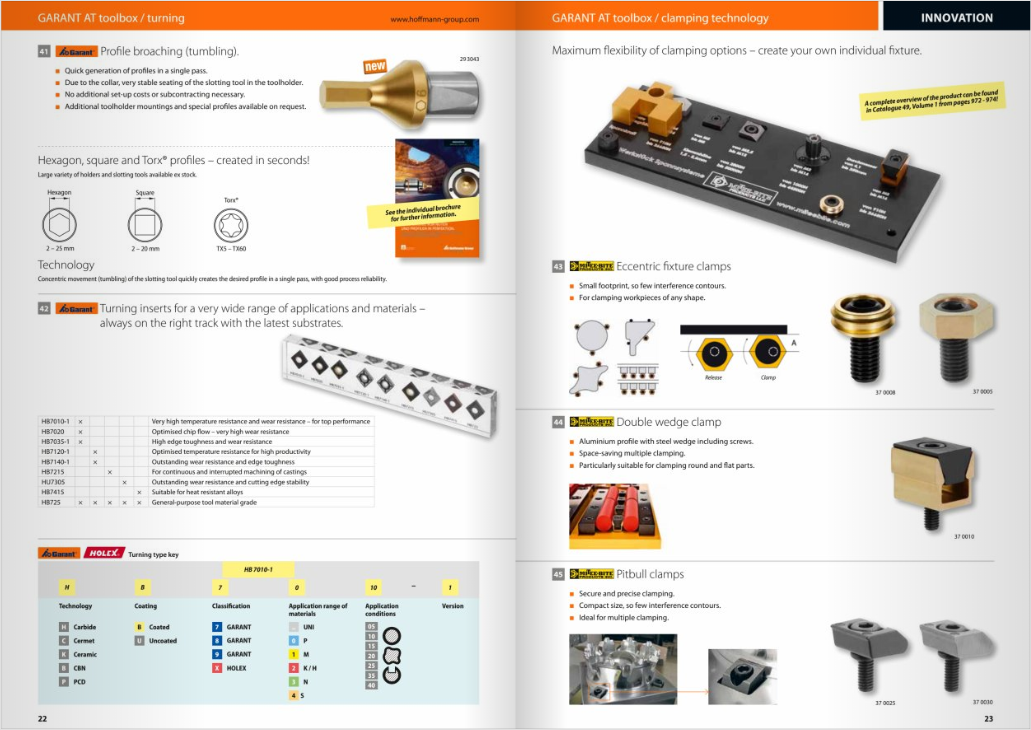 GARANT AT toolbox / turning
www.hoffmann-group.com
41 Garant Profile broaching (tumbling).
293043
new
Quick generation of profiles in a single pass.
Due to the collar, very stable seating of the slotting tool in the toolholder.
No additional set-up costs or subcontracting necessary.
Additional toolholder mountings and special profiles available on request.
Hexagon, square and Torx® profiles – created in seconds!
Large variety of holders and slotting tools available ex stock.
Hexagon
Square
Torx®
2 – 25 mm
2 – 20 mm
TX5 – TX60
See the individual brochure
for further information.
Technology
Concentric movement (tumbling) of the slotting tool quickly creates the desired profile in a single pass, with good process reliability.
42 Garant Turning inserts for a very wide range of applications and materials –
always on the right track with the latest substrates.
HB7010-1 × Very high temperature resistance and wear resistance – for top performance
HB7020 × Optimised chip flow – very high wear resistance
HB7035-1 × High edge toughness and wear resistance
HB7120-1 × Optimised temperature resistance for high productivity
HB7140-1 × Outstanding wear resistance and edge toughness
HB7215 × For continuous and interrupted machining of castings
HU7305 × Outstanding wear resistance and cutting edge stability
HB7415 × Suitable for heat resistant alloys
HB725 × × × × × General-purpose tool material grade
Garant HOLEX Turning type key
HB 7010-1
H B 7 0 10 – 1
Technology
Coating
Classification
Application range of
materials
Application
conditions
Version
H Carbide
C Cermet
K Ceramic
B CBN
P PCD
B Coated
U Uncoated
7 GARANT
8 GARANT
9 GARANT
X HOLEX
UNI
0 P
1 M
2 K / H
3 N
4 S
05
10
15
20
25
35
40
22
GARANT AT toolbox / clamping technology
INNOVATION
Maximum flexibility of clamping options – create your own individual fixture.
A complete overview of the product can be found
in Catalogue 49, Volume 1 from pages 972 - 974!
Werkstück Spannsysteme
MITEE-BITE
www.miteebite.com
43 MITEE-BITE Eccentric fixture clamps
Small footprint, so few interference contours.
For clamping workpieces of any shape.
A
Release
Clamp
37 0008
37 0005
44 MITEE-BITE Double wedge clamp
Aluminium profile with steel wedge including screws.
Space-saving multiple clamping.
Particularly suitable for clamping round and flat parts.
37 0010
45 MITEE-BITE Pitbull clamps
Secure and precise clamping.
Compact size, so few interference contours.
Ideal for multiple clamping.
37 0025
37 0030
23